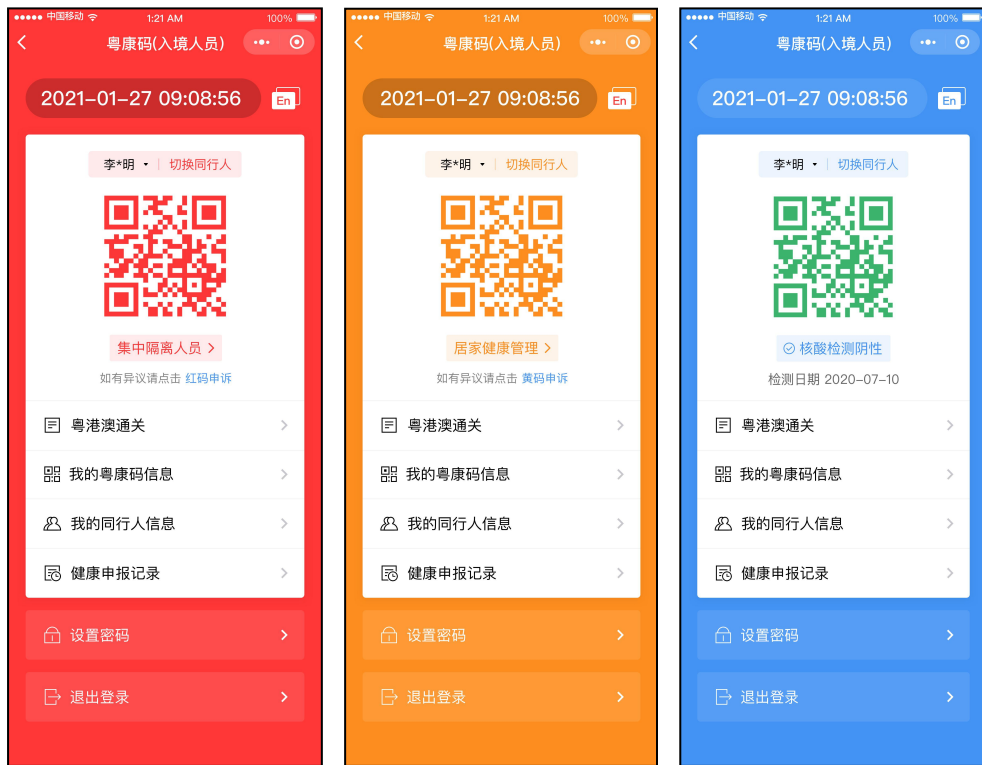 中国移动 1:21 AM 100%
粤康码(入境人员)
2021-01-27 09:08:56 En
李*明 切换同行人
集中隔离人员
如有异议请点击 红码申诉
粤港澳通关
我的粤康码信息
我的同行人信息
健康申报记录
设置密码
退出登录
中国移动 1:21 AM 100%
粤康码(入境人员)
2021-01-27 09:08:56 En
李*明 切换同行人
居家健康管理
如有异议请点击 黄码申诉
粤港澳通关
我的粤康码信息
我的同行人信息
健康申报记录
设置密码
退出登录
中国移动 1:21 AM 100%
粤康码(入境人员)
2021-01-27 09:08:56 En
李*明 切换同行人
核酸检测阴性
检测日期 2020-07-10
粤港澳通关
我的粤康码信息
我的同行人信息
健康申报记录
设置密码
退出登录